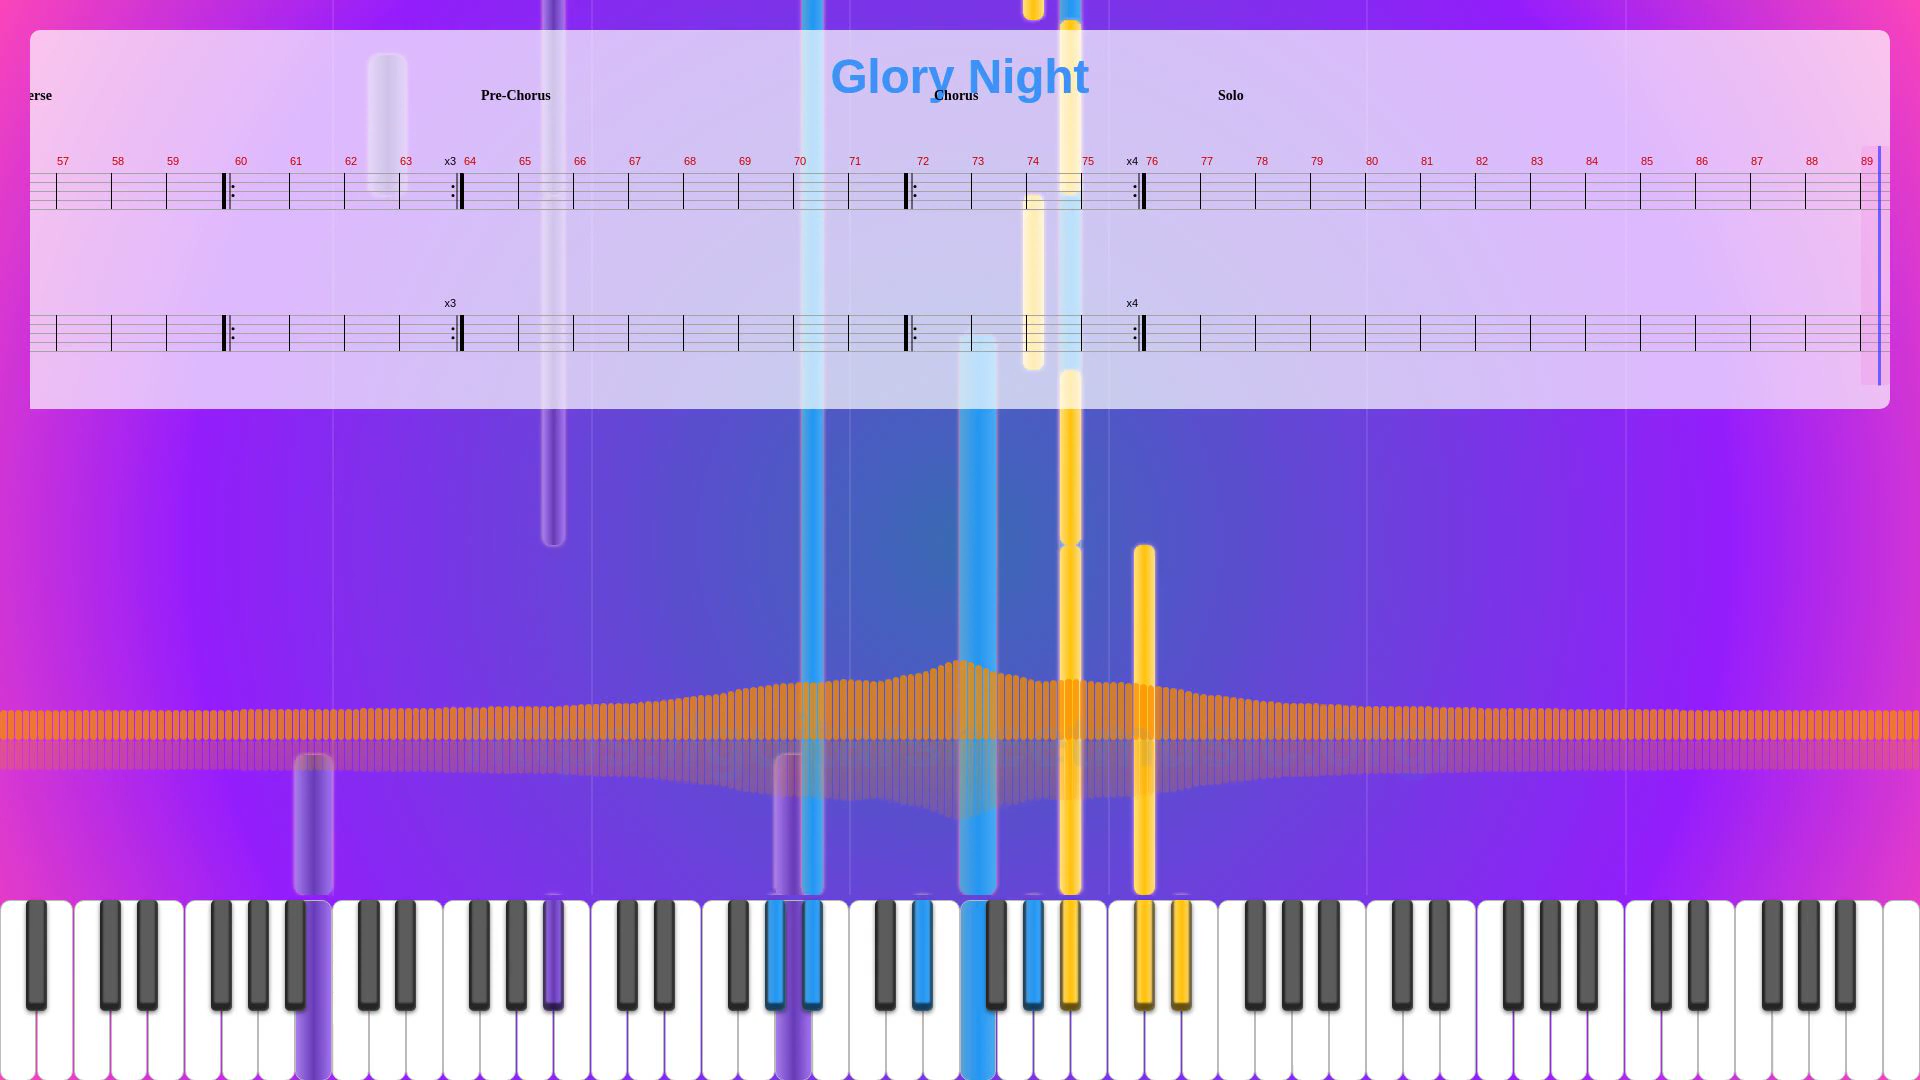 Glory Night
erse Pre-Chorus Chorus Solo
57 58 59 60 61 62 63 x3 64 65 66 67 68 69 70 71 72 73 74 75 x4 76 77 78 79 80 81 82 83 84 85 86 87 88 89
x3 x4